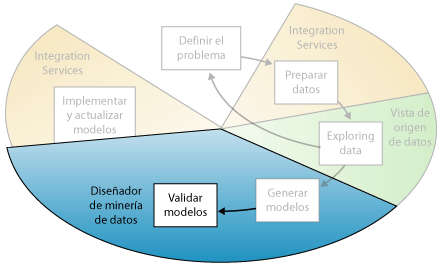 Definir el
problema
Integration
Services
Preparar
datos
Vista de
origen
de datos
Exploring
data
Generar
modelos
Validar
modelos
Diseñador
de minería
de datos
Implementar
y actualizar
modelos
Integration
Services